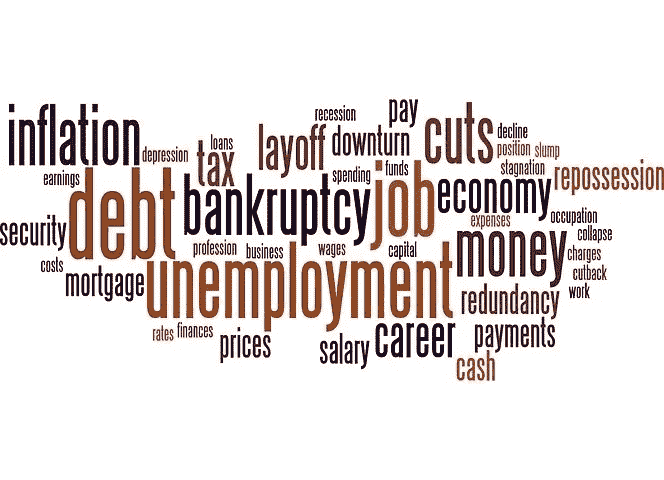 inflation
recession
pay
cuts
decline
position slump
depression
loans
tax
layoff
downturn
spending
funds
stagnation
repossession
earnings
debt
bankruptcy
job
economy
expenses
occupation
collapse
security
profession
business
wages
capital
money
charges
cutback
work
costs
mortgage
unemployment
redundancy
rates finances
prices
salary
career
payments
cash